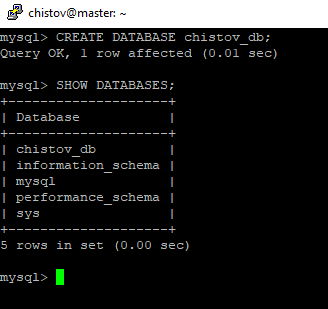 chistov@master: ~
mysql> CREATE DATABASE chistov_db;
Query OK, 1 row affected (0.01 sec)
mysql> SHOW DATABASES;
+--------------------+
| Database           |
+--------------------+
| chistov_db         |
| information_schema |
| mysql              |
| performance_schema |
| sys                |
+--------------------+
5 rows in set (0.00 sec)
mysql>